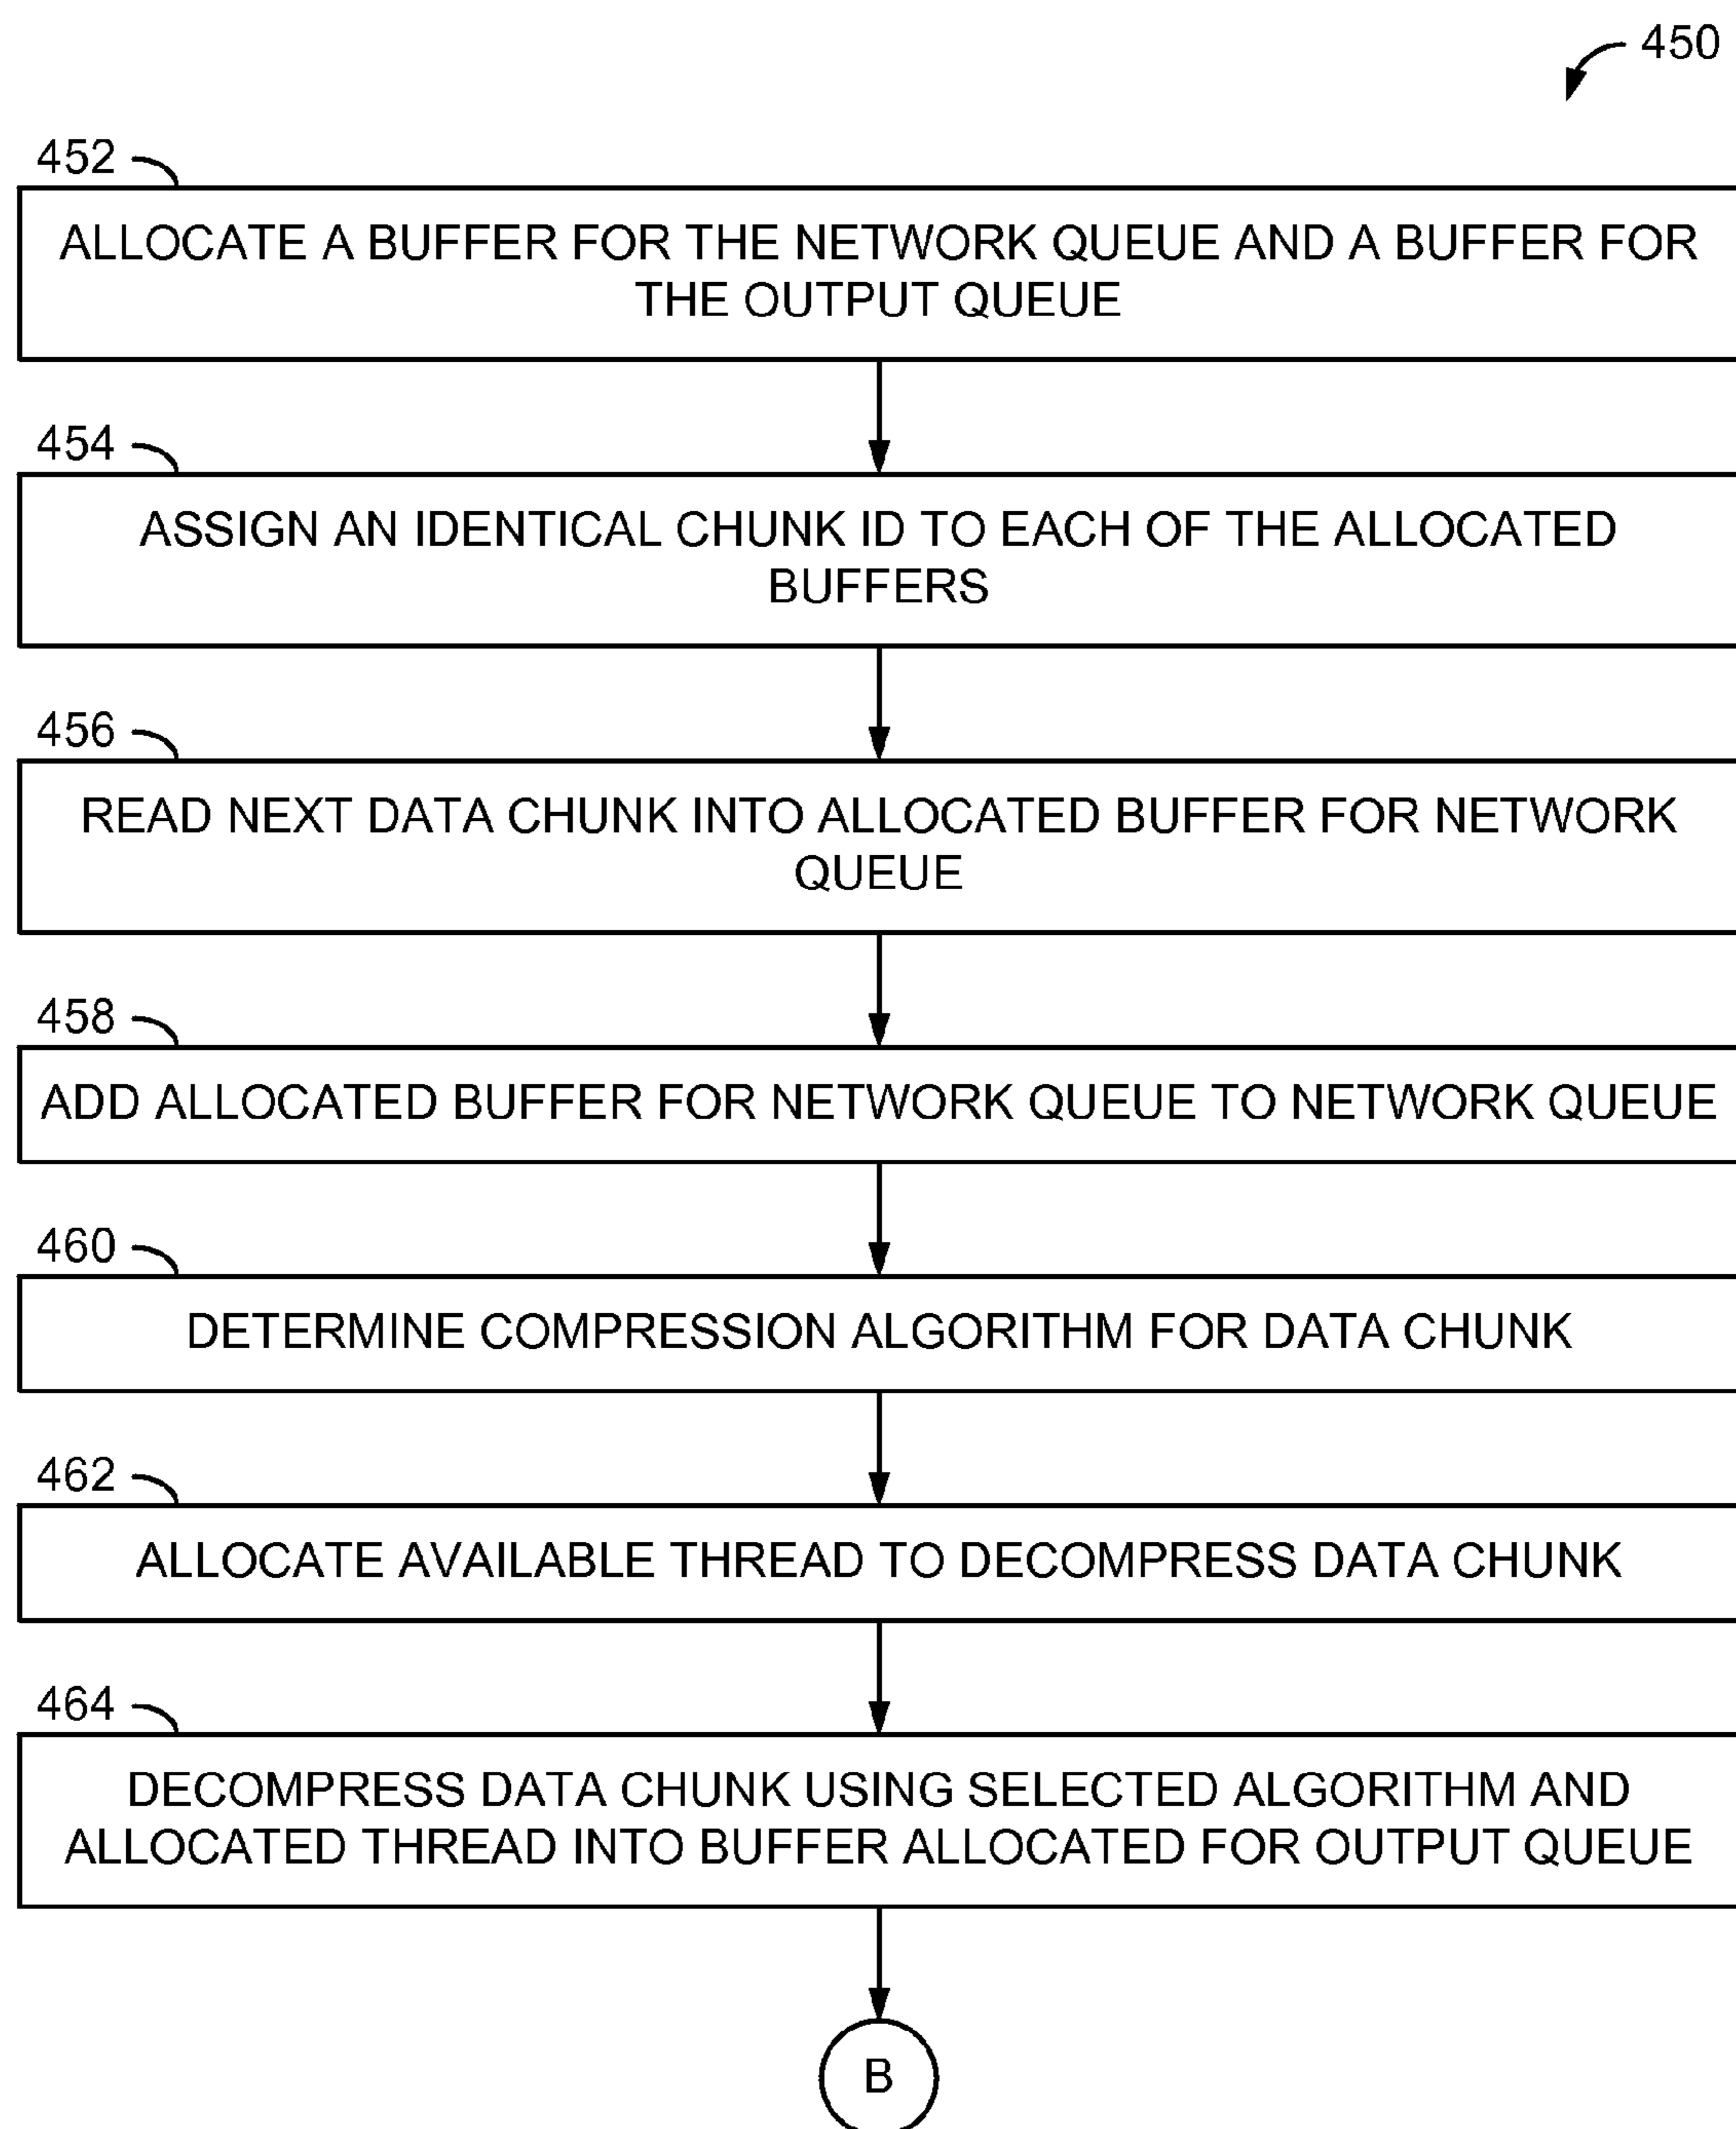 450
452
ALLOCATE A BUFFER FOR THE NETWORK QUEUE AND A BUFFER FOR
THE OUTPUT QUEUE
454
ASSIGN AN IDENTICAL CHUNK ID TO EACH OF THE ALLOCATED
BUFFERS
456
READ NEXT DATA CHUNK INTO ALLOCATED BUFFER FOR NETWORK
QUEUE
458
ADD ALLOCATED BUFFER FOR NETWORK QUEUE TO NETWORK QUEUE
460
DETERMINE COMPRESSION ALGORITHM FOR DATA CHUNK
462
ALLOCATE AVAILABLE THREAD TO DECOMPRESS DATA CHUNK
464
DECOMPRESS DATA CHUNK USING SELECTED ALGORITHM AND
ALLOCATED THREAD INTO BUFFER ALLOCATED FOR OUTPUT QUEUE
B